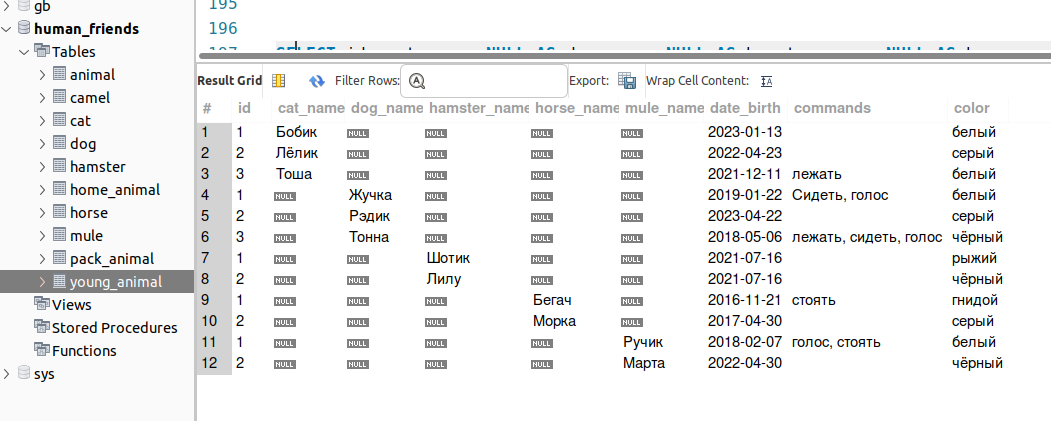 gb
human_friends
Tables
animal
camel
cat
dog
hamster
home_animal
horse
mule
pack_animal
young_animal
Views
Stored Procedures
Functions
sys
195
196
Result Grid Filter Rows: Export: Wrap Cell Content:
# id cat_name dog_name hamster_name horse_name mule_name date_birth commands color
1 1 Бобик NULL NULL NULL NULL 2023-01-13 белый
2 2 Лёлик NULL NULL NULL NULL 2022-04-23 серый
3 3 Тоша NULL NULL NULL NULL 2021-12-11 лежать белый
4 1 NULL Жучка NULL NULL NULL 2019-01-22 Сидеть, голос белый
5 2 NULL Рэдик NULL NULL NULL 2023-04-22 серый
6 3 NULL Тонна NULL NULL NULL 2018-05-06 лежать, сидеть, голос чёрный
7 1 NULL NULL Шотик NULL NULL 2021-07-16 рыжий
8 2 NULL NULL Лилу NULL NULL 2021-07-16 чёрный
9 1 NULL NULL NULL Бегач NULL 2016-11-21 стоять гнидой
10 2 NULL NULL NULL Морка NULL 2017-04-30 серый
11 1 NULL NULL NULL NULL Ручик 2018-02-07 голос, стоять белый
12 2 NULL NULL NULL NULL Марта 2022-04-30 чёрный